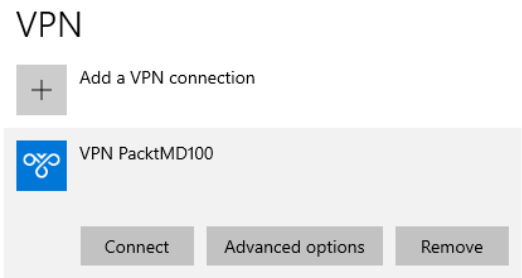 VPN
Add a VPN connection
VPN PacktMD100
Connect Advanced options Remove